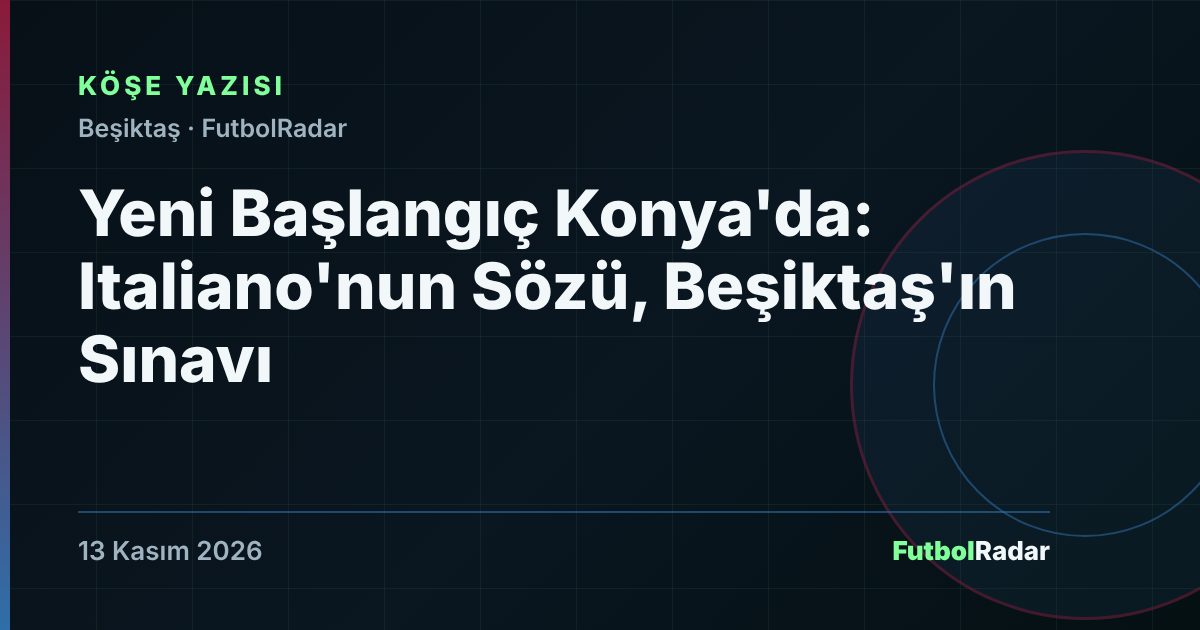 KÖŞE YAZISI
Beşiktaş · FutbolRadar
Yeni Başlangıç Konya'da:
Italiano'nun Sözü, Beşiktaş'ın
Sınavı
13 Kasım 2026
FutbolRadar